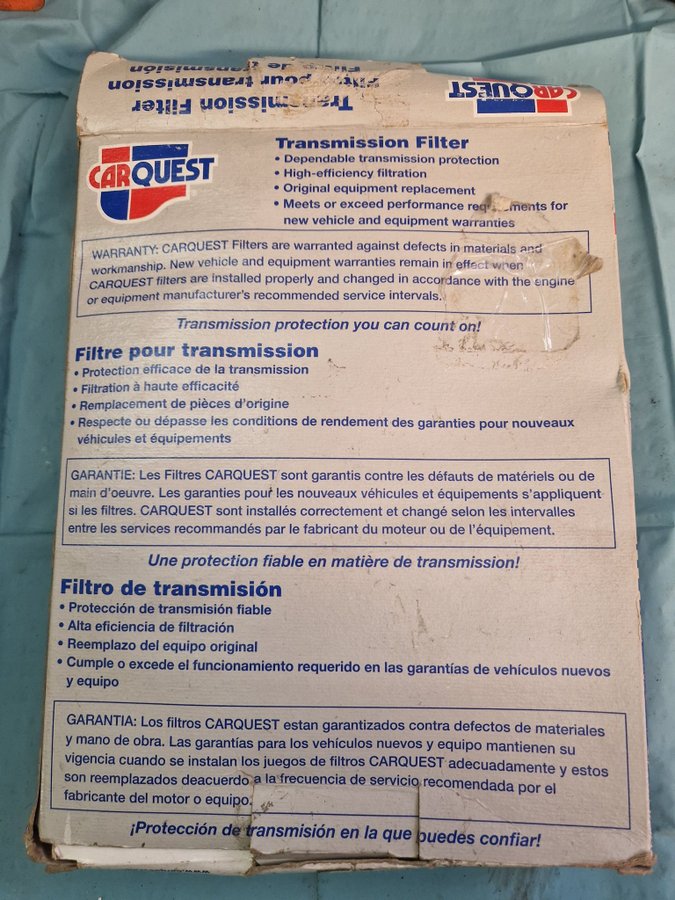 Filtro de transmisión
Filtre pour transmission
Transmission Filter
CARQUEST
CARQUEST
Transmission Filter
• Dependable transmission protection
• High-efficiency filtration
• Original equipment replacement
• Meets or exceed performance for
new vehicle and equipment warranties
WARRANTY: CARQUEST Filters are warranted against defects in materials and
workmanship. New vehicle and equipment warranties remain in effect when
CARQUEST filters are installed properly and changed in accordance with the engine
or equipment manufacturer's recommended service intervals.
Transmission protection you can count on!
Filtre pour transmission
• Protection efficace de la transmission
• Filtration à haute efficacité
• Remplacement de pièces d'origine
• Respecte ou dépasse les conditions de rendement des garanties pour nouveaux
véhicules et équipements
GARANTIE: Les Filtres CARQUEST sont garantis contre les défauts de matériels ou de
main d'oeuvre. Les garanties pour les nouveaux véhicules et équipements s'appliquent
si les filtres. CARQUEST sont installés correctement et changé selon les intervalles
entre les services recommandés par le fabricant du moteur ou de l'équipement.
Une protection fiable en matière de transmission!
Filtro de transmisión
• Protección de transmisión fiable
• Alta eficiencia de filtración
• Reemplazo del equipo original
• Cumple o excede el funcionamiento requerido en las garantías de vehículos nuevos
y equipo
GARANTIA: Los filtros CARQUEST estan garantizados contra defectos de materiales
y mano de obra. Las garantías para los vehículos nuevos y equipo mantienen su
vigencia cuando se instalan los juegos de filtros CARQUEST adecuadamente y estos
son reemplazados deacuerdo a la frecuencia de servicio recomendada por el
fabricante del motor o equipo.
¡Protección de transmisión en la que puedes confiar!